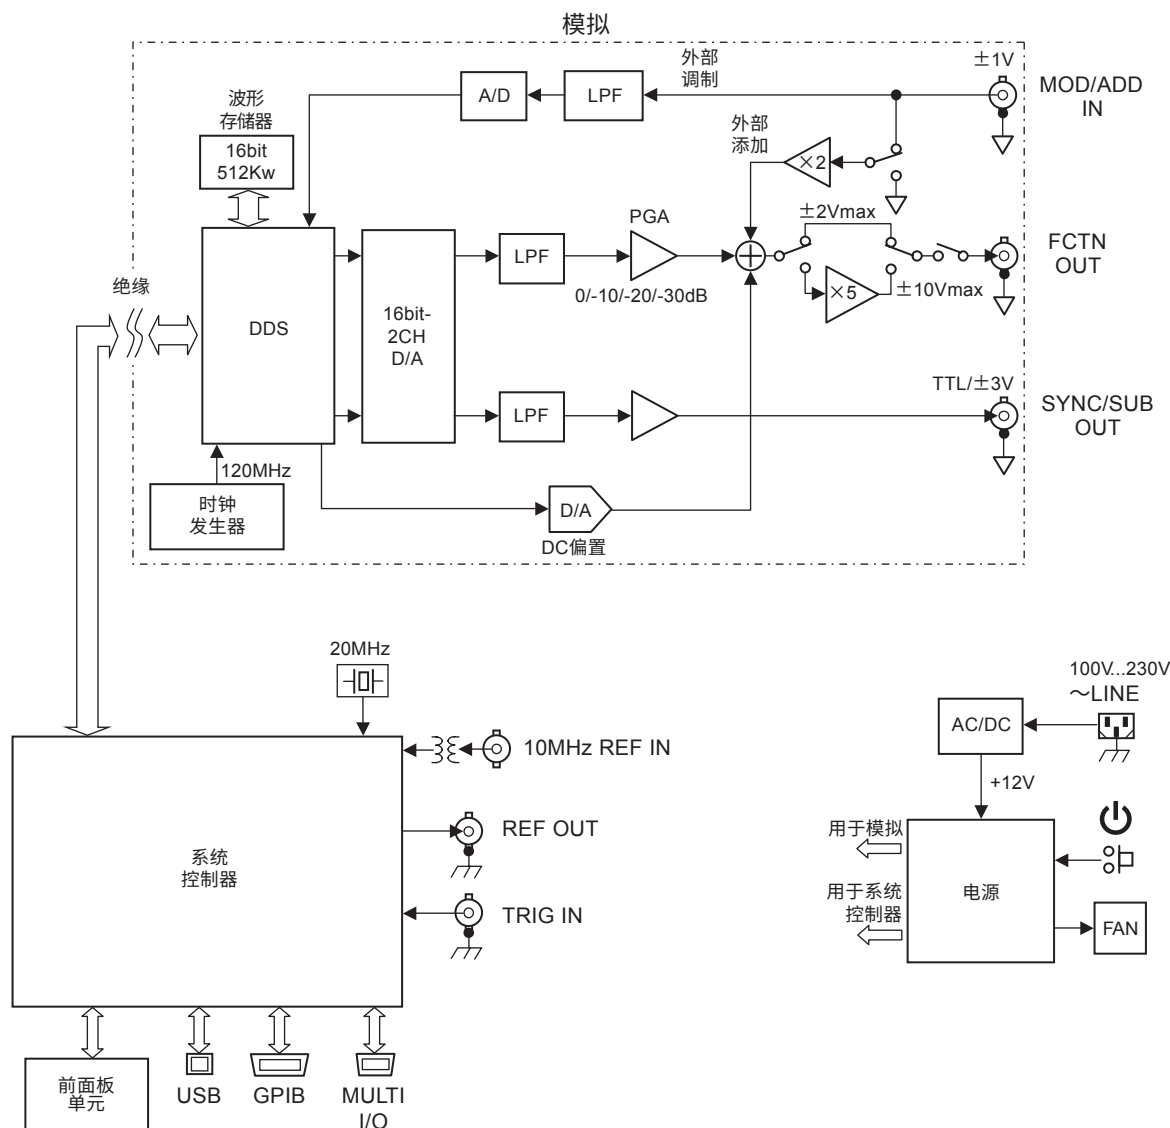 模拟
±1V
MOD/ADD
IN
外部
调制
A/D
LPF
波形
存储器
16bit
512Kw
外部
添加
×2
PGA
±2Vmax
FCTN
OUT
LPF
0/-10/-20/-30dB
×5
±10Vmax
绝缘
DDS
16bit-
2CH
D/A
TTL/±3V
SYNC/SUB
OUT
LPF
120MHz
时钟
发生器
D/A
DC偏置
20MHz
100V...230V
～LINE
AC/DC
10MHz REF IN
+12V
REF OUT
用于模拟
系统
控制器
电源
用于系统
控制器
TRIG IN
FAN
前面板
单元
USB
GPIB
MULTI
I/O